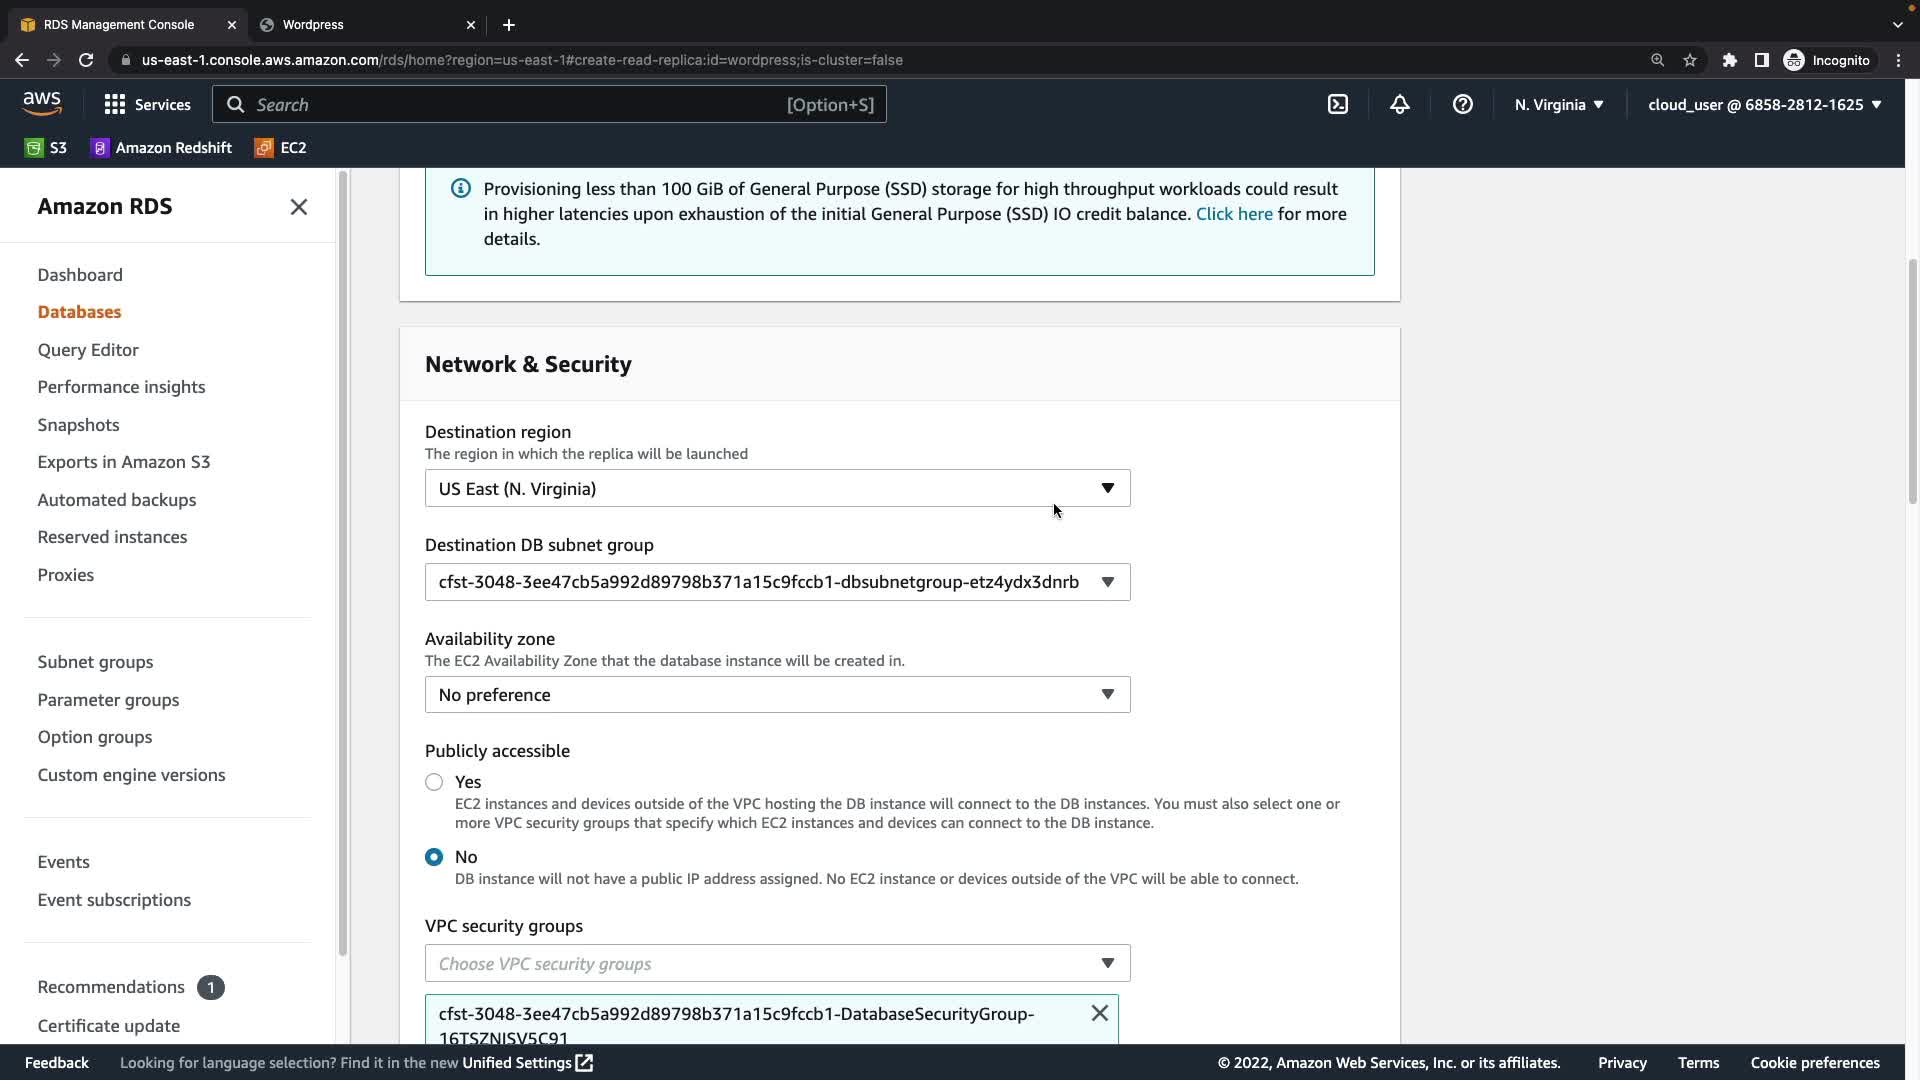 RDS Management Console
Wordpress
us-east-1.console.aws.amazon.com/rds/home?region=us-east-1#create-read-replica:id=wordpress;is-cluster=false
Incognito
aws
Services
Search
[Option+S]
N. Virginia
cloud_user @ 6858-2812-1625
S3
Amazon Redshift
EC2
Amazon RDS
Dashboard
Databases
Query Editor
Performance insights
Snapshots
Exports in Amazon S3
Automated backups
Reserved instances
Proxies
Subnet groups
Parameter groups
Option groups
Custom engine versions
Events
Event subscriptions
Recommendations 1
Certificate update
Provisioning less than 100 GiB of General Purpose (SSD) storage for high throughput workloads could result
in higher latencies upon exhaustion of the initial General Purpose (SSD) IO credit balance. Click here for more
details.
Network & Security
Destination region
The region in which the replica will be launched
US East (N. Virginia)
Destination DB subnet group
cfst-3048-3ee47cb5a992d89798b371a15c9fccb1-dbsubnetgroup-etz4ydx3dnrb
Availability zone
The EC2 Availability Zone that the database instance will be created in.
No preference
Publicly accessible
Yes
EC2 instances and devices outside of the VPC hosting the DB instance will connect to the DB instances. You must also select one or
more VPC security groups that specify which EC2 instances and devices can connect to the DB instance.
No
DB instance will not have a public IP address assigned. No EC2 instance or devices outside of the VPC will be able to connect.
VPC security groups
Choose VPC security groups
cfst-3048-3ee47cb5a992d89798b371a15c9fccb1-DatabaseSecurityGroup-
16TSZNISV5C91
Feedback
Looking for language selection? Find it in the new Unified Settings
© 2022, Amazon Web Services, Inc. or its affiliates.
Privacy
Terms
Cookie preferences